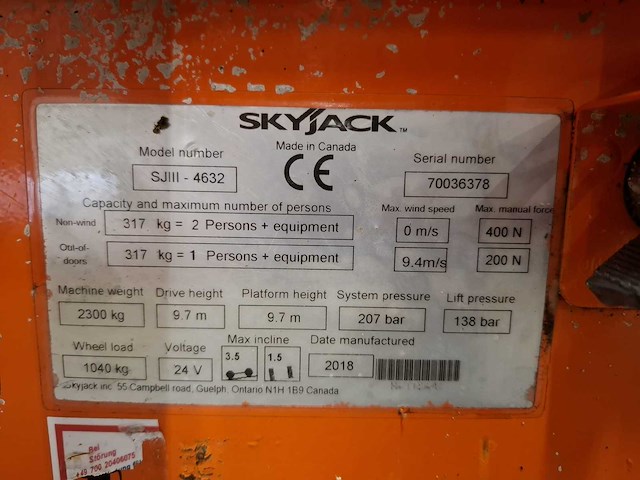 SKYJACK™
Made in Canada
CE
Model number
SJIII - 4632
Serial number
70036378
Capacity and maximum number of persons
Max. wind speed
Max. manual force
Non-wind
317 kg = 2 Persons + equipment
0 m/s
400 N
Out-of-doors
317 kg = 1 Persons + equipment
9.4m/s
200 N
Machine weight
Drive height
Platform height
System pressure
Lift pressure
2300 kg
9.7 m
9.7 m
207 bar
138 bar
Wheel load
Voltage
Max incline
Date manufactured
1040 kg
24 V
3.5
1.5
2018
Skyjack inc. 55 Campbell road, Guelph. Ontario N1H 1B9 Canada
Bei
Störung